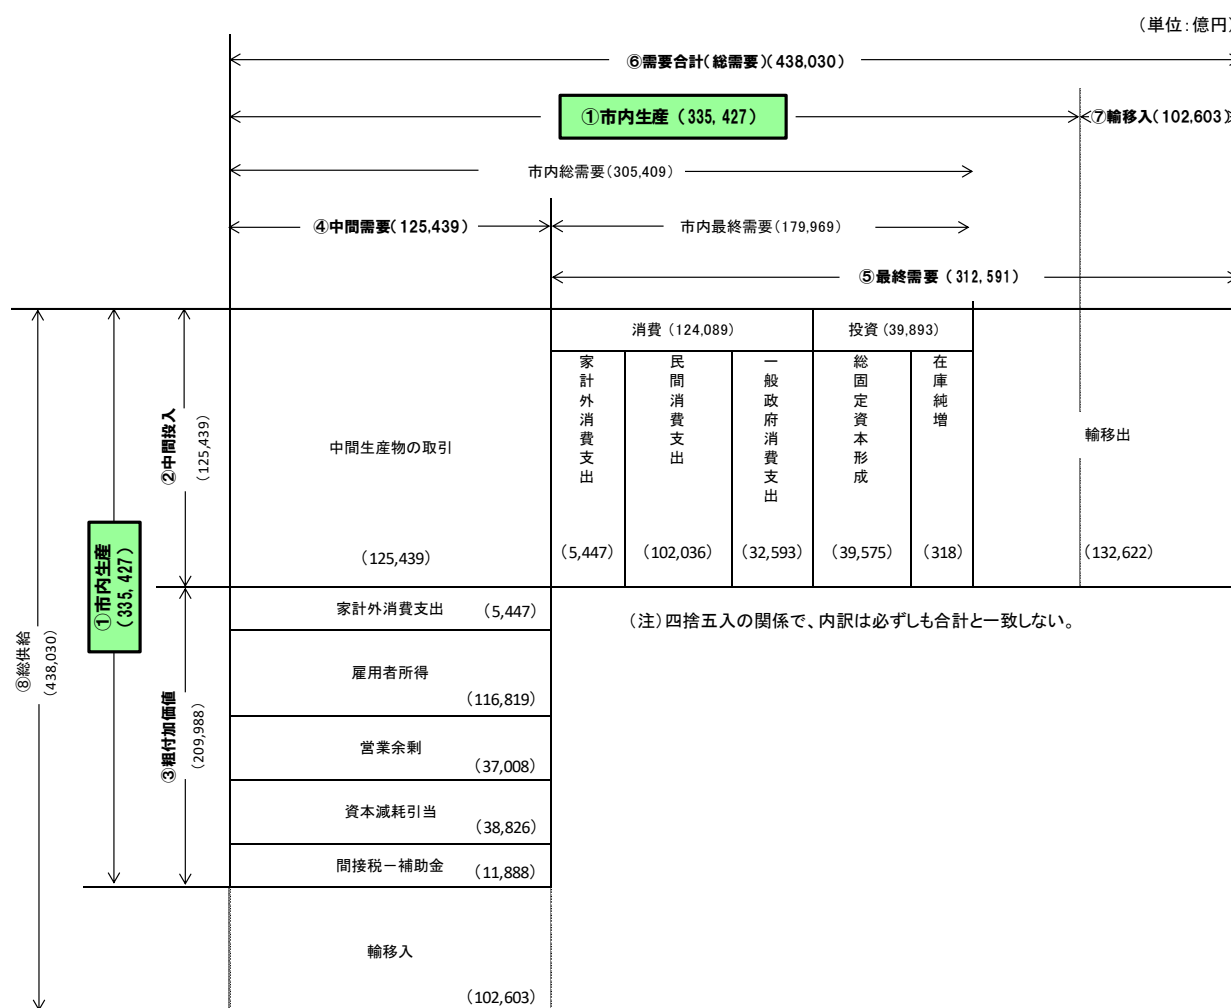 （単位：億円）
⑥需要合計（総需要）（438,030）
①市内生産（335,427）
⑦輸移入（102,603）
市内総需要（305,409）
④中間需要（125,439）
市内最終需要（179,969）
⑤最終需要（312,591）
消費（124,089）
投資（39,893）
家計外消費支出
民間消費支出
一般政府消費支出
総固定資本形成
在庫純増
中間生産物の取引
輸移出
（125,439）
（5,447）
（102,036）
（32,593）
（39,575）
（318）
（132,622）
②中間投入
（125,439）
①市内生産
（335,427）
⑧総供給
（438,030）
③粗付加価値
（209,988）
家計外消費支出（5,447）
（注）四捨五入の関係で、内訳は必ずしも合計と一致しない。
雇用者所得
（116,819）
営業余剰
（37,008）
資本減耗引当
（38,826）
間接税－補助金（11,888）
輸移入
（102,603）